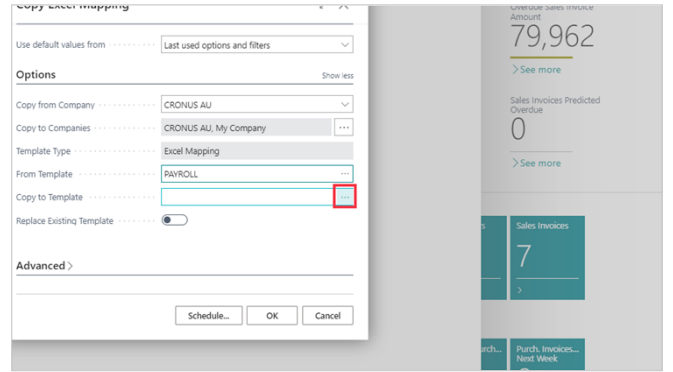 Copy Excel Mapping
Use default values from
Last used options and filters
Options
Show less
Copy from Company
CRONUS AU
Copy to Companies
CRONUS AU, My Company
Template Type
Excel Mapping
From Template
PAYROLL
Copy to Template
Replace Existing Template
Advanced
Schedule...
OK
Cancel
Overdue Sales Invoice
Amount
79,962
See more
Sales Invoices Predicted
Overdue
0
See more
Sales Invoices
7
Purch. Invoices...
Next Week